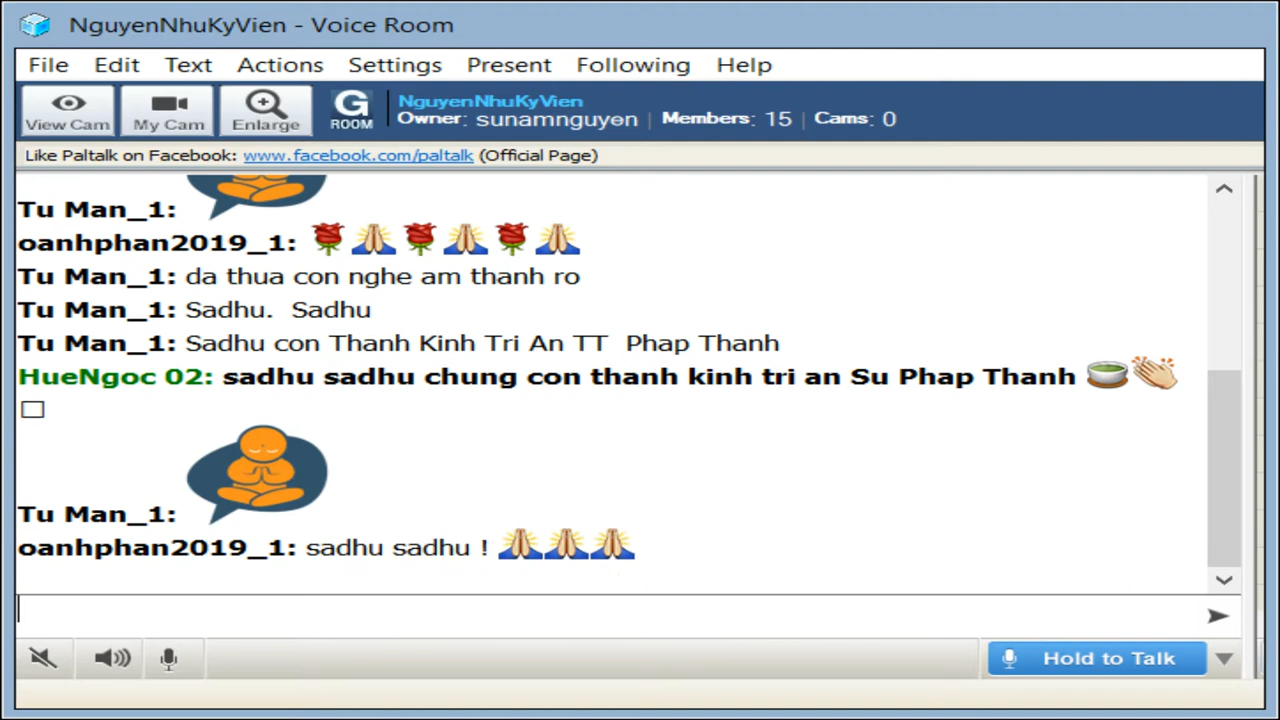 NguyenNhuKyVien - Voice Room
File Edit Text Actions Settings Present Following Help
View Cam My Cam Enlarge G ROOM
NguyenNhuKyVien
Owner: sunamnguyen | Members: 15 | Cams: 0
Like Paltalk on Facebook: www.facebook.com/paltalk (Official Page)
Tu Man_1:
oanhphan2019_1: 🌹🙏🌹🙏🌹🙏
Tu Man_1: da thua con nghe am thanh ro
Tu Man_1: Sadhu. Sadhu
Tu Man_1: Sadhu con Thanh Kinh Tri An TT Phap Thanh
HueNgoc 02: sadhu sadhu chung con thanh kinh tri an Su Phap Thanh 🍵👏
□
Tu Man_1:
oanhphan2019_1: sadhu sadhu ! 🙏🙏🙏
Hold to Talk